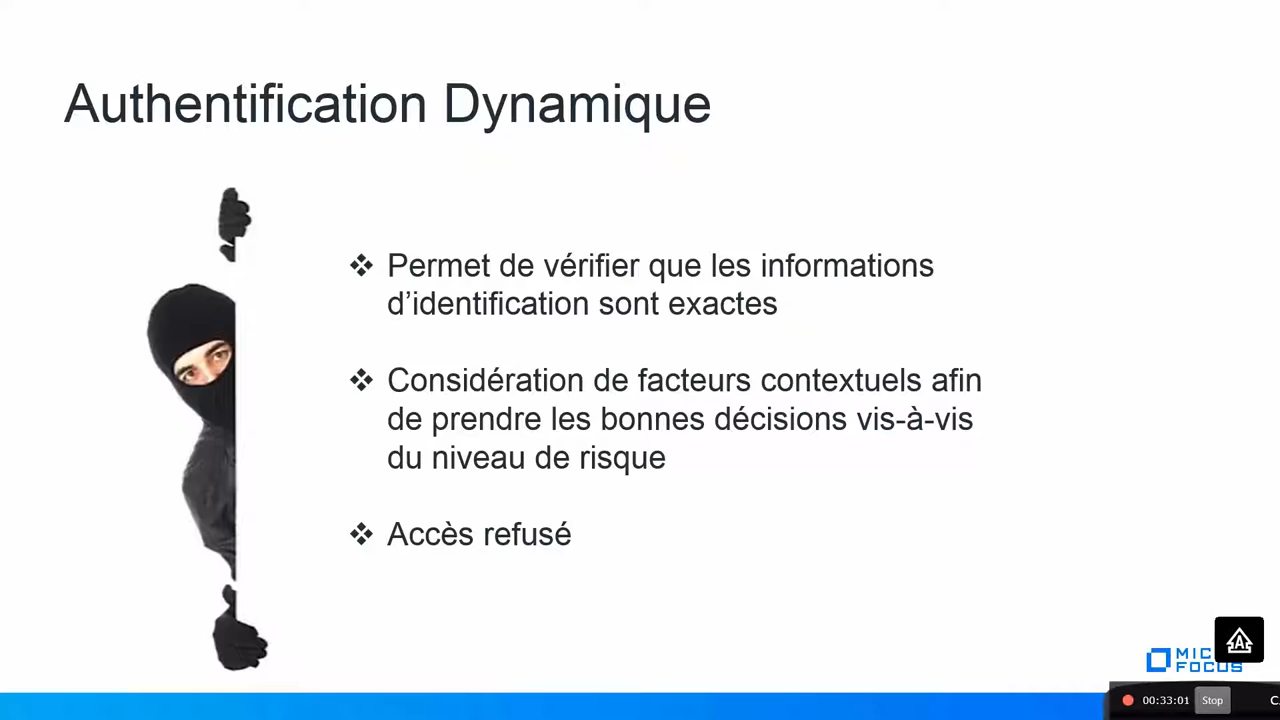 Authentification Dynamique
❖ Permet de vérifier que les informations
d’identification sont exactes
❖ Considération de facteurs contextuels afin
de prendre les bonnes décisions vis-à-vis
du niveau de risque
❖ Accès refusé
FOCUS
00:33:01 Stop